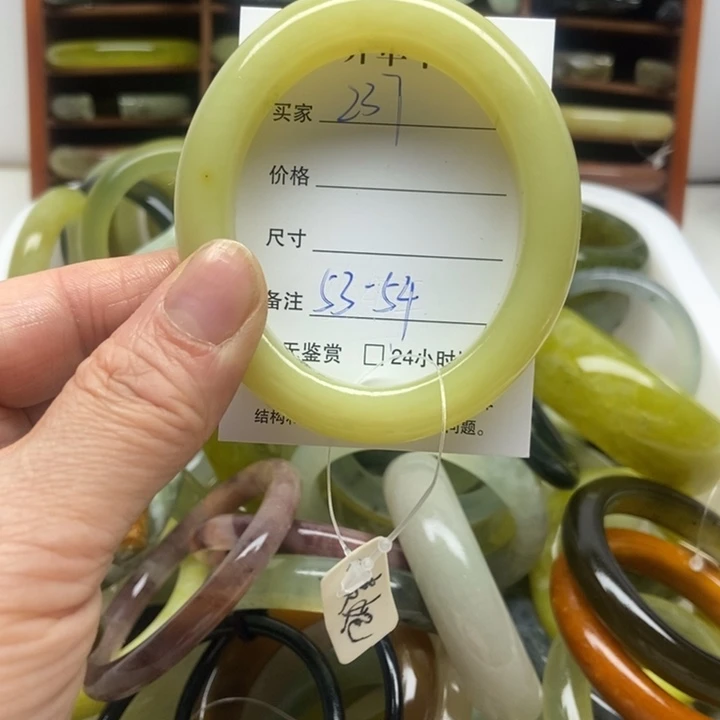 买家 237
价格
尺寸
备注 53-54
无鉴赏 □ 24小时
结构
问题。